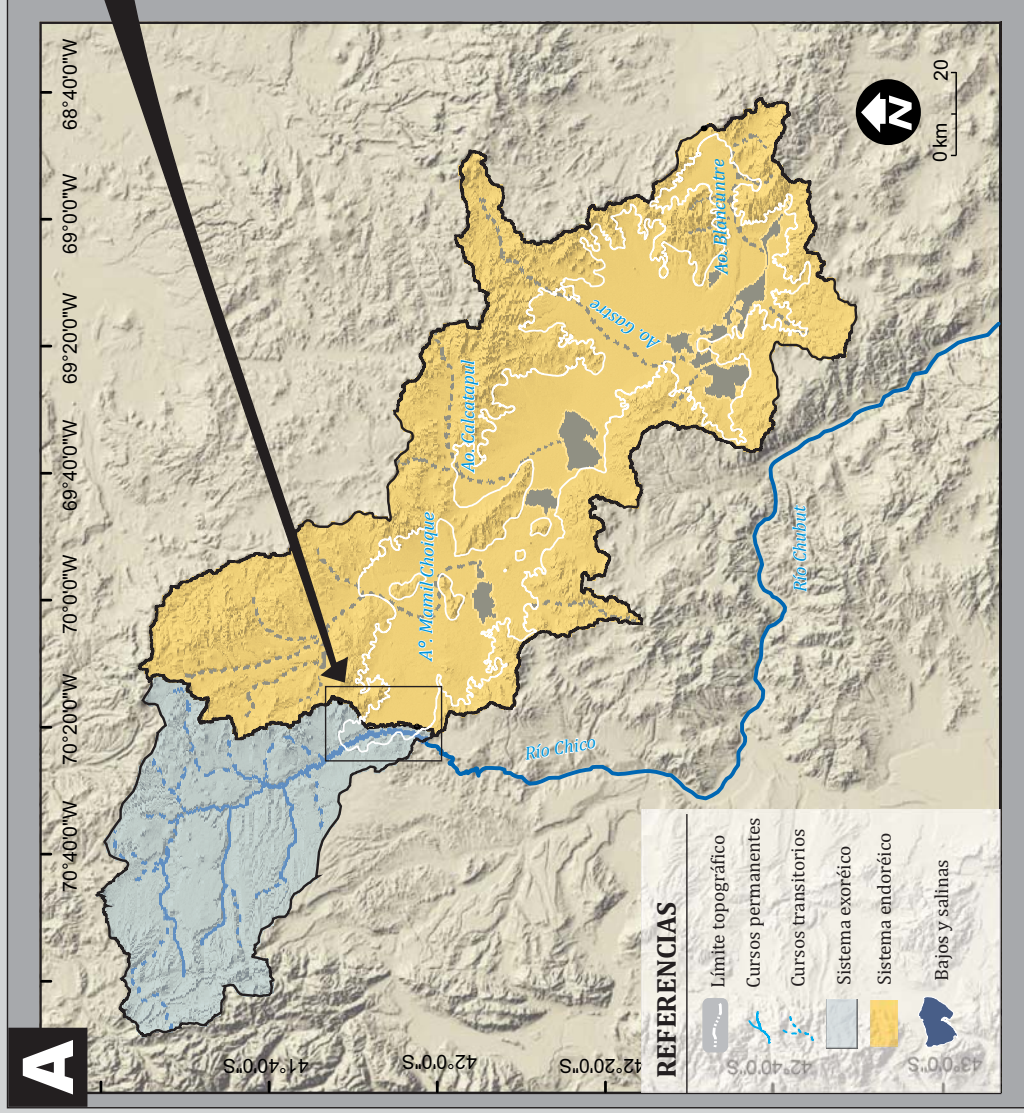 A
68°40'0"W
69°0'0"W
69°20'0"W
69°40'0"W
70°0'0"W
70°20'0"W
70°40'0"W
41°40'0"S
42°0'0"S
42°20'0"S
42°40'0"S
43°0'0"S
N
0 km 20
Ao. Blancuntre
Ao. Gastre
Ao. Calcatapul
A°. Mamil Choique
Río Chubut
Río Chico
REFERENCIAS
Límite topográfico
Cursos permanentes
Cursos transitorios
Sistema exoréico
Sistema endoréico
Bajos y salinas